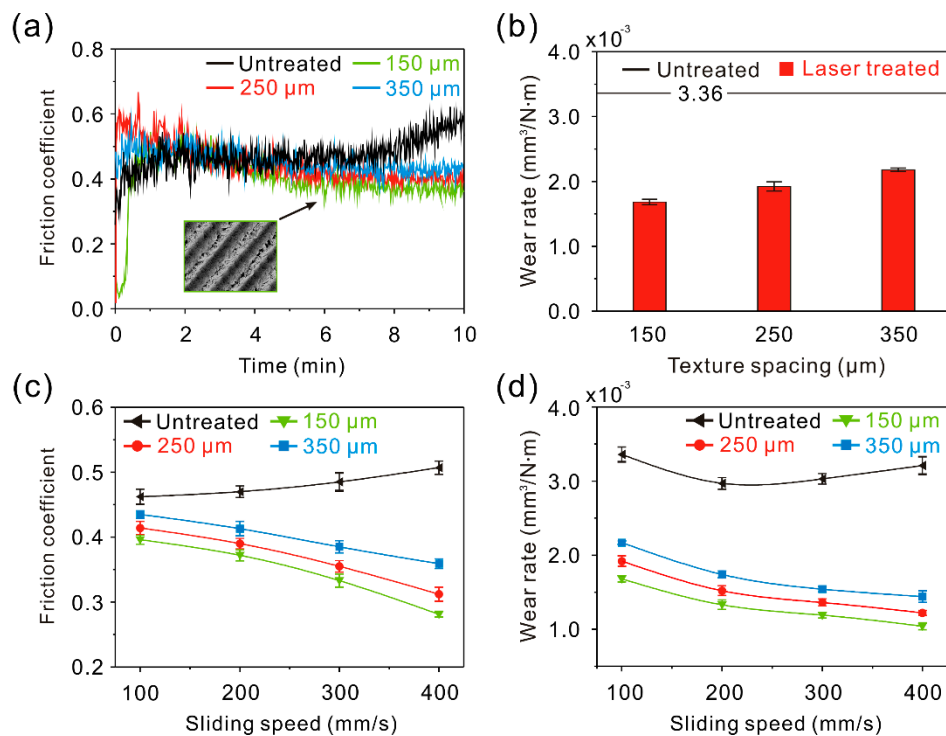 (a)
0.8
0.6
0.4
0.2
0.0
Friction coefficient
Untreated
150 µm
250 µm
350 µm
0 2 4 6 8 10
Time (min)
(b)
×10⁻³
4.0
3.0
2.0
1.0
0.0
Wear rate (mm³/N·m)
Untreated
Laser treated
3.36
150 250 350
Texture spacing (µm)
(c)
0.6
0.5
0.4
0.3
0.2
Friction coefficient
Untreated
150 µm
250 µm
350 µm
100 200 300 400
Sliding speed (mm/s)
(d)
×10⁻³
4.0
3.0
2.0
1.0
Wear rate (mm³/N·m)
Untreated
150 µm
250 µm
350 µm
100 200 300 400
Sliding speed (mm/s)